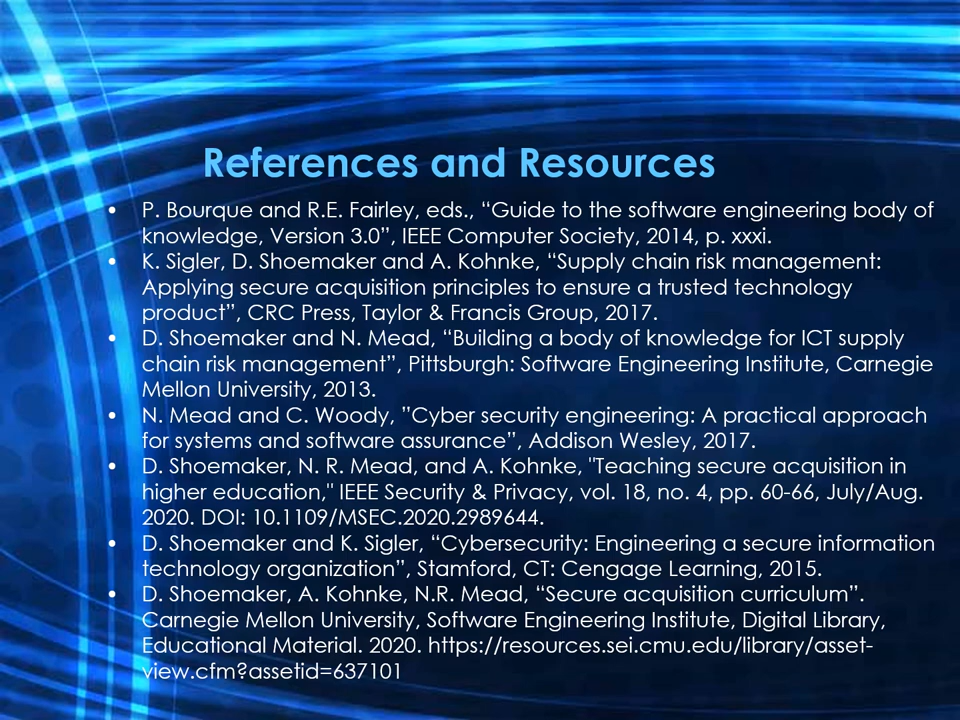 References and Resources
• P. Bourque and R.E. Fairley, eds., “Guide to the software engineering body of
knowledge, Version 3.0”, IEEE Computer Society, 2014, p. xxxi.
• K. Sigler, D. Shoemaker and A. Kohnke, “Supply chain risk management:
Applying secure acquisition principles to ensure a trusted technology
product”, CRC Press, Taylor & Francis Group, 2017.
• D. Shoemaker and N. Mead, “Building a body of knowledge for ICT supply
chain risk management”, Pittsburgh: Software Engineering Institute, Carnegie
Mellon University, 2013.
• N. Mead and C. Woody, ”Cyber security engineering: A practical approach
for systems and software assurance”, Addison Wesley, 2017.
• D. Shoemaker, N. R. Mead, and A. Kohnke, "Teaching secure acquisition in
higher education," IEEE Security & Privacy, vol. 18, no. 4, pp. 60-66, July/Aug.
2020. DOI: 10.1109/MSEC.2020.2989644.
• D. Shoemaker and K. Sigler, “Cybersecurity: Engineering a secure information
technology organization”, Stamford, CT: Cengage Learning, 2015.
• D. Shoemaker, A. Kohnke, N.R. Mead, “Secure acquisition curriculum”.
Carnegie Mellon University, Software Engineering Institute, Digital Library,
Educational Material. 2020. https://resources.sei.cmu.edu/library/asset-
view.cfm?assetid=637101